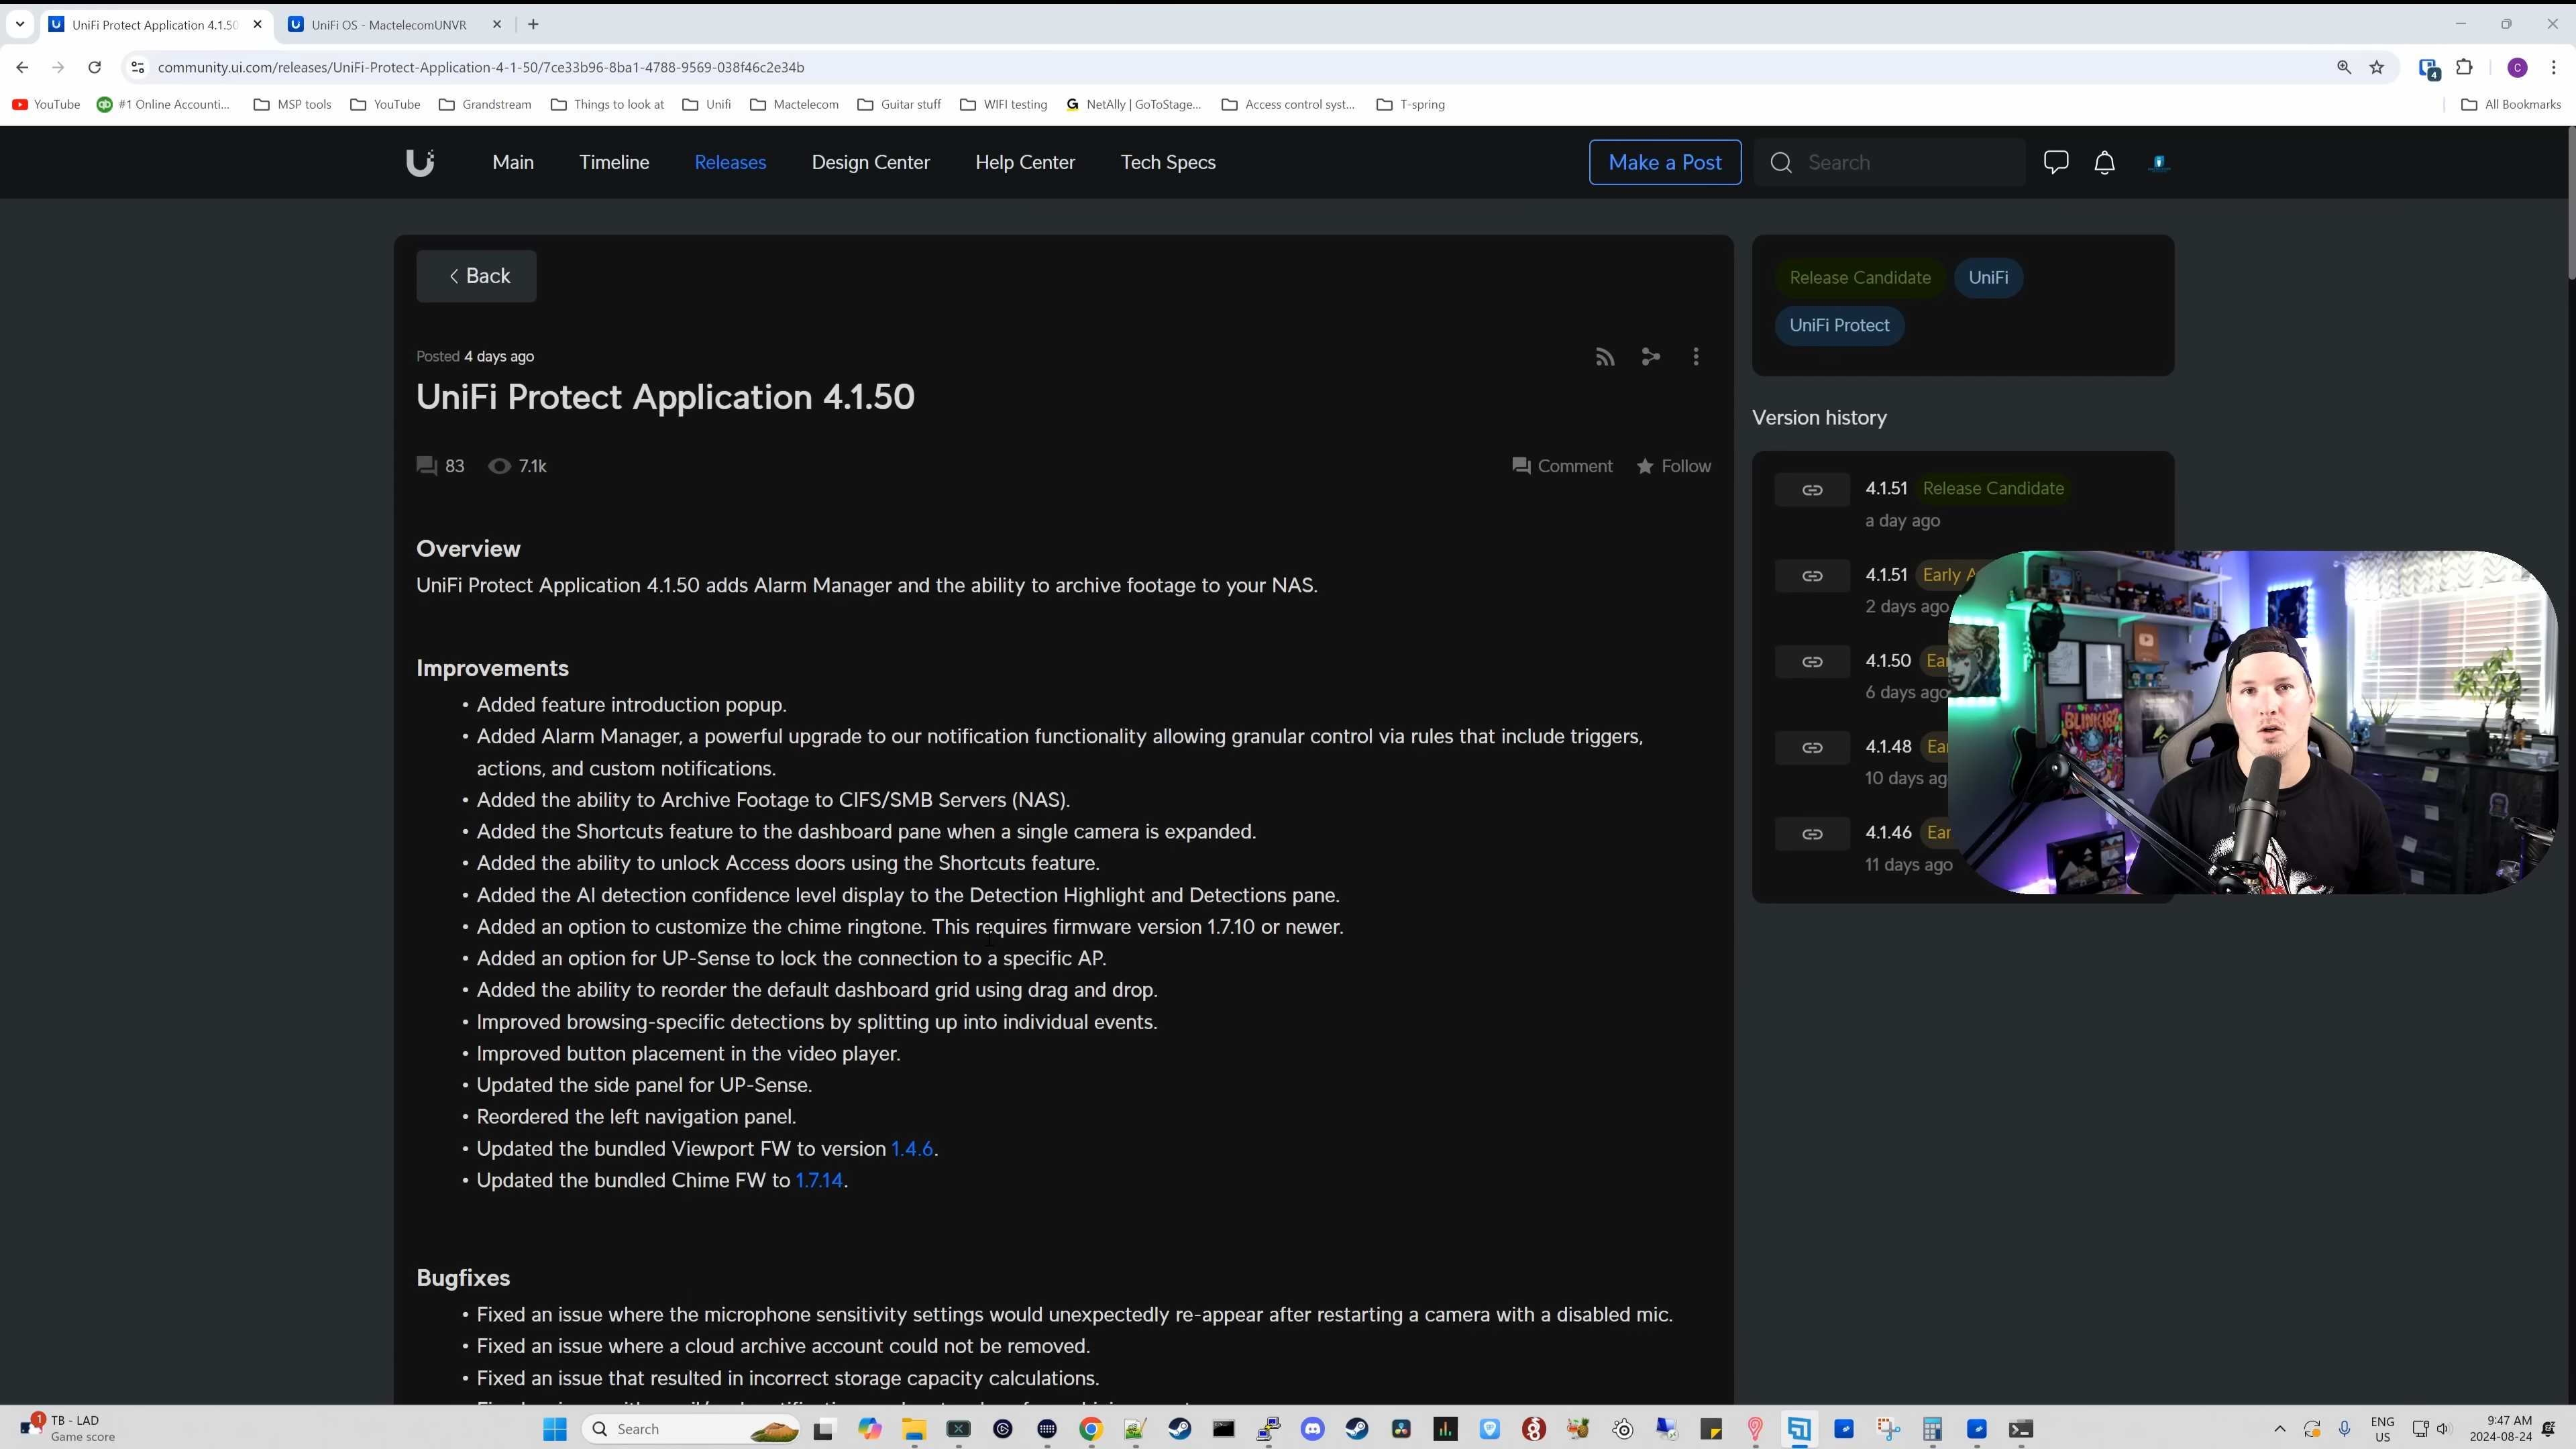 UniFi Protect Application 4.1.50
UniFi OS - MactelecomUNVR
community.ui.com/releases/UniFi-Protect-Application-4-1-50/7ce33b96-8ba1-4788-9569-038f46c2e34b
4
C
YouTube
#1 Online Accounti...
MSP tools
YouTube
Grandstream
Things to look at
Unifi
Mactelecom
Guitar stuff
WIFI testing
NetAlly | GoToStage...
Access control syst...
T-spring
All Bookmarks
Main
Timeline
Releases
Design Center
Help Center
Tech Specs
Make a Post
Search
Back
Posted 4 days ago
UniFi Protect Application 4.1.50
83
7.1k
Comment
Follow
Overview
UniFi Protect Application 4.1.50 adds Alarm Manager and the ability to archive footage to your NAS.
Improvements
• Added feature introduction popup.
• Added Alarm Manager, a powerful upgrade to our notification functionality allowing granular control via rules that include triggers,
actions, and custom notifications.
• Added the ability to Archive Footage to CIFS/SMB Servers (NAS).
• Added the Shortcuts feature to the dashboard pane when a single camera is expanded.
• Added the ability to unlock Access doors using the Shortcuts feature.
• Added the AI detection confidence level display to the Detection Highlight and Detections pane.
• Added an option to customize the chime ringtone. This requires firmware version 1.7.10 or newer.
• Added an option for UP-Sense to lock the connection to a specific AP.
• Added the ability to reorder the default dashboard grid using drag and drop.
• Improved browsing-specific detections by splitting up into individual events.
• Improved button placement in the video player.
• Updated the side panel for UP-Sense.
• Reordered the left navigation panel.
• Updated the bundled Viewport FW to version 1.4.6.
• Updated the bundled Chime FW to 1.7.14.
Bugfixes
• Fixed an issue where the microphone sensitivity settings would unexpectedly re-appear after restarting a camera with a disabled mic.
• Fixed an issue where a cloud archive account could not be removed.
• Fixed an issue that resulted in incorrect storage capacity calculations.
Release Candidate
UniFi
UniFi Protect
Version history
4.1.51 Release Candidate
a day ago
4.1.51 Early A
2 days ago
4.1.50 Ear
6 days ago
4.1.48 Ear
10 days ag
4.1.46 Ear
11 days ago
BLINK182
1
TB - LAD
Game score
Search
ENG
US
9:47 AM
2024-08-24